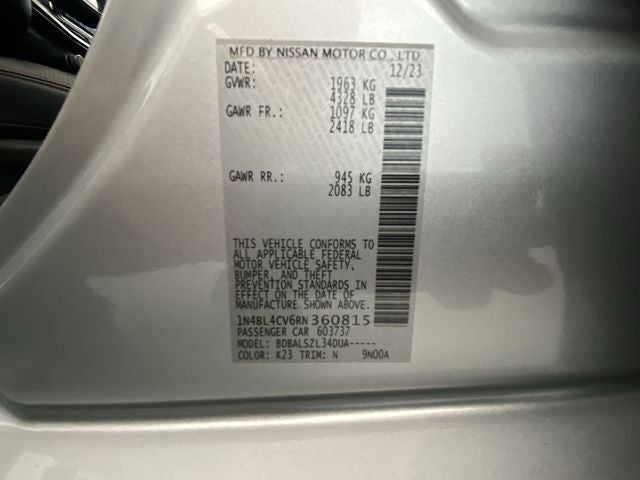 MFD BY NISSAN MOTOR CO., LTD.
DATE: 12/23
GVWR: 1963 KG
4328 LB
GAWR FR.: 1097 KG
2418 LB
GAWR RR.: 945 KG
2083 LB
THIS VEHICLE CONFORMS TO
ALL APPLICABLE FEDERAL
MOTOR VEHICLE SAFETY,
BUMPER, AND THEFT
PREVENTION STANDARDS IN
EFFECT ON THE DATE OF
MANUFACTURE SHOWN ABOVE.
1N4BL4CV6RN360815
PASSENGER CAR 603737
MODEL: BDBALSZL34DUA-----
COLOR: K23 TRIM: N 9N00A